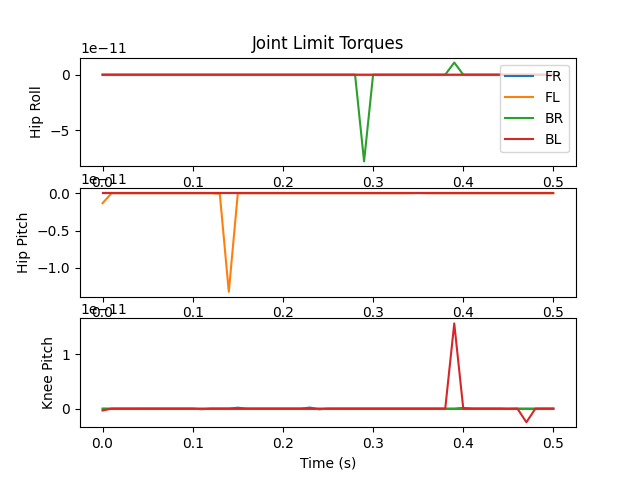 Joint Limit Torques
1e−11
0
−5
Hip Roll
FR
FL
BR
BL
0.0 0.1 0.2 0.3 0.4 0.5
1e−11
0.0
−0.5
−1.0
Hip Pitch
0.0 0.1 0.2 0.3 0.4 0.5
1e−11
1
0
Knee Pitch
0.0 0.1 0.2 0.3 0.4 0.5
Time (s)